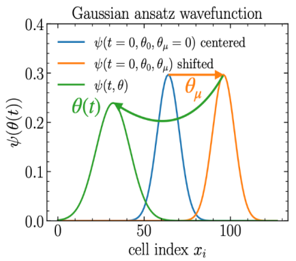 Gaussian ansatz wavefunction
ψ(t = 0, θ₀, θ_μ = 0) centered
ψ(t = 0, θ₀, θ_μ) shifted
ψ(t, θ)
θ(t)
θ_μ
ψ(θ(t))
0.4
0.3
0.2
0.1
0.0
0
50
100
cell index x_i